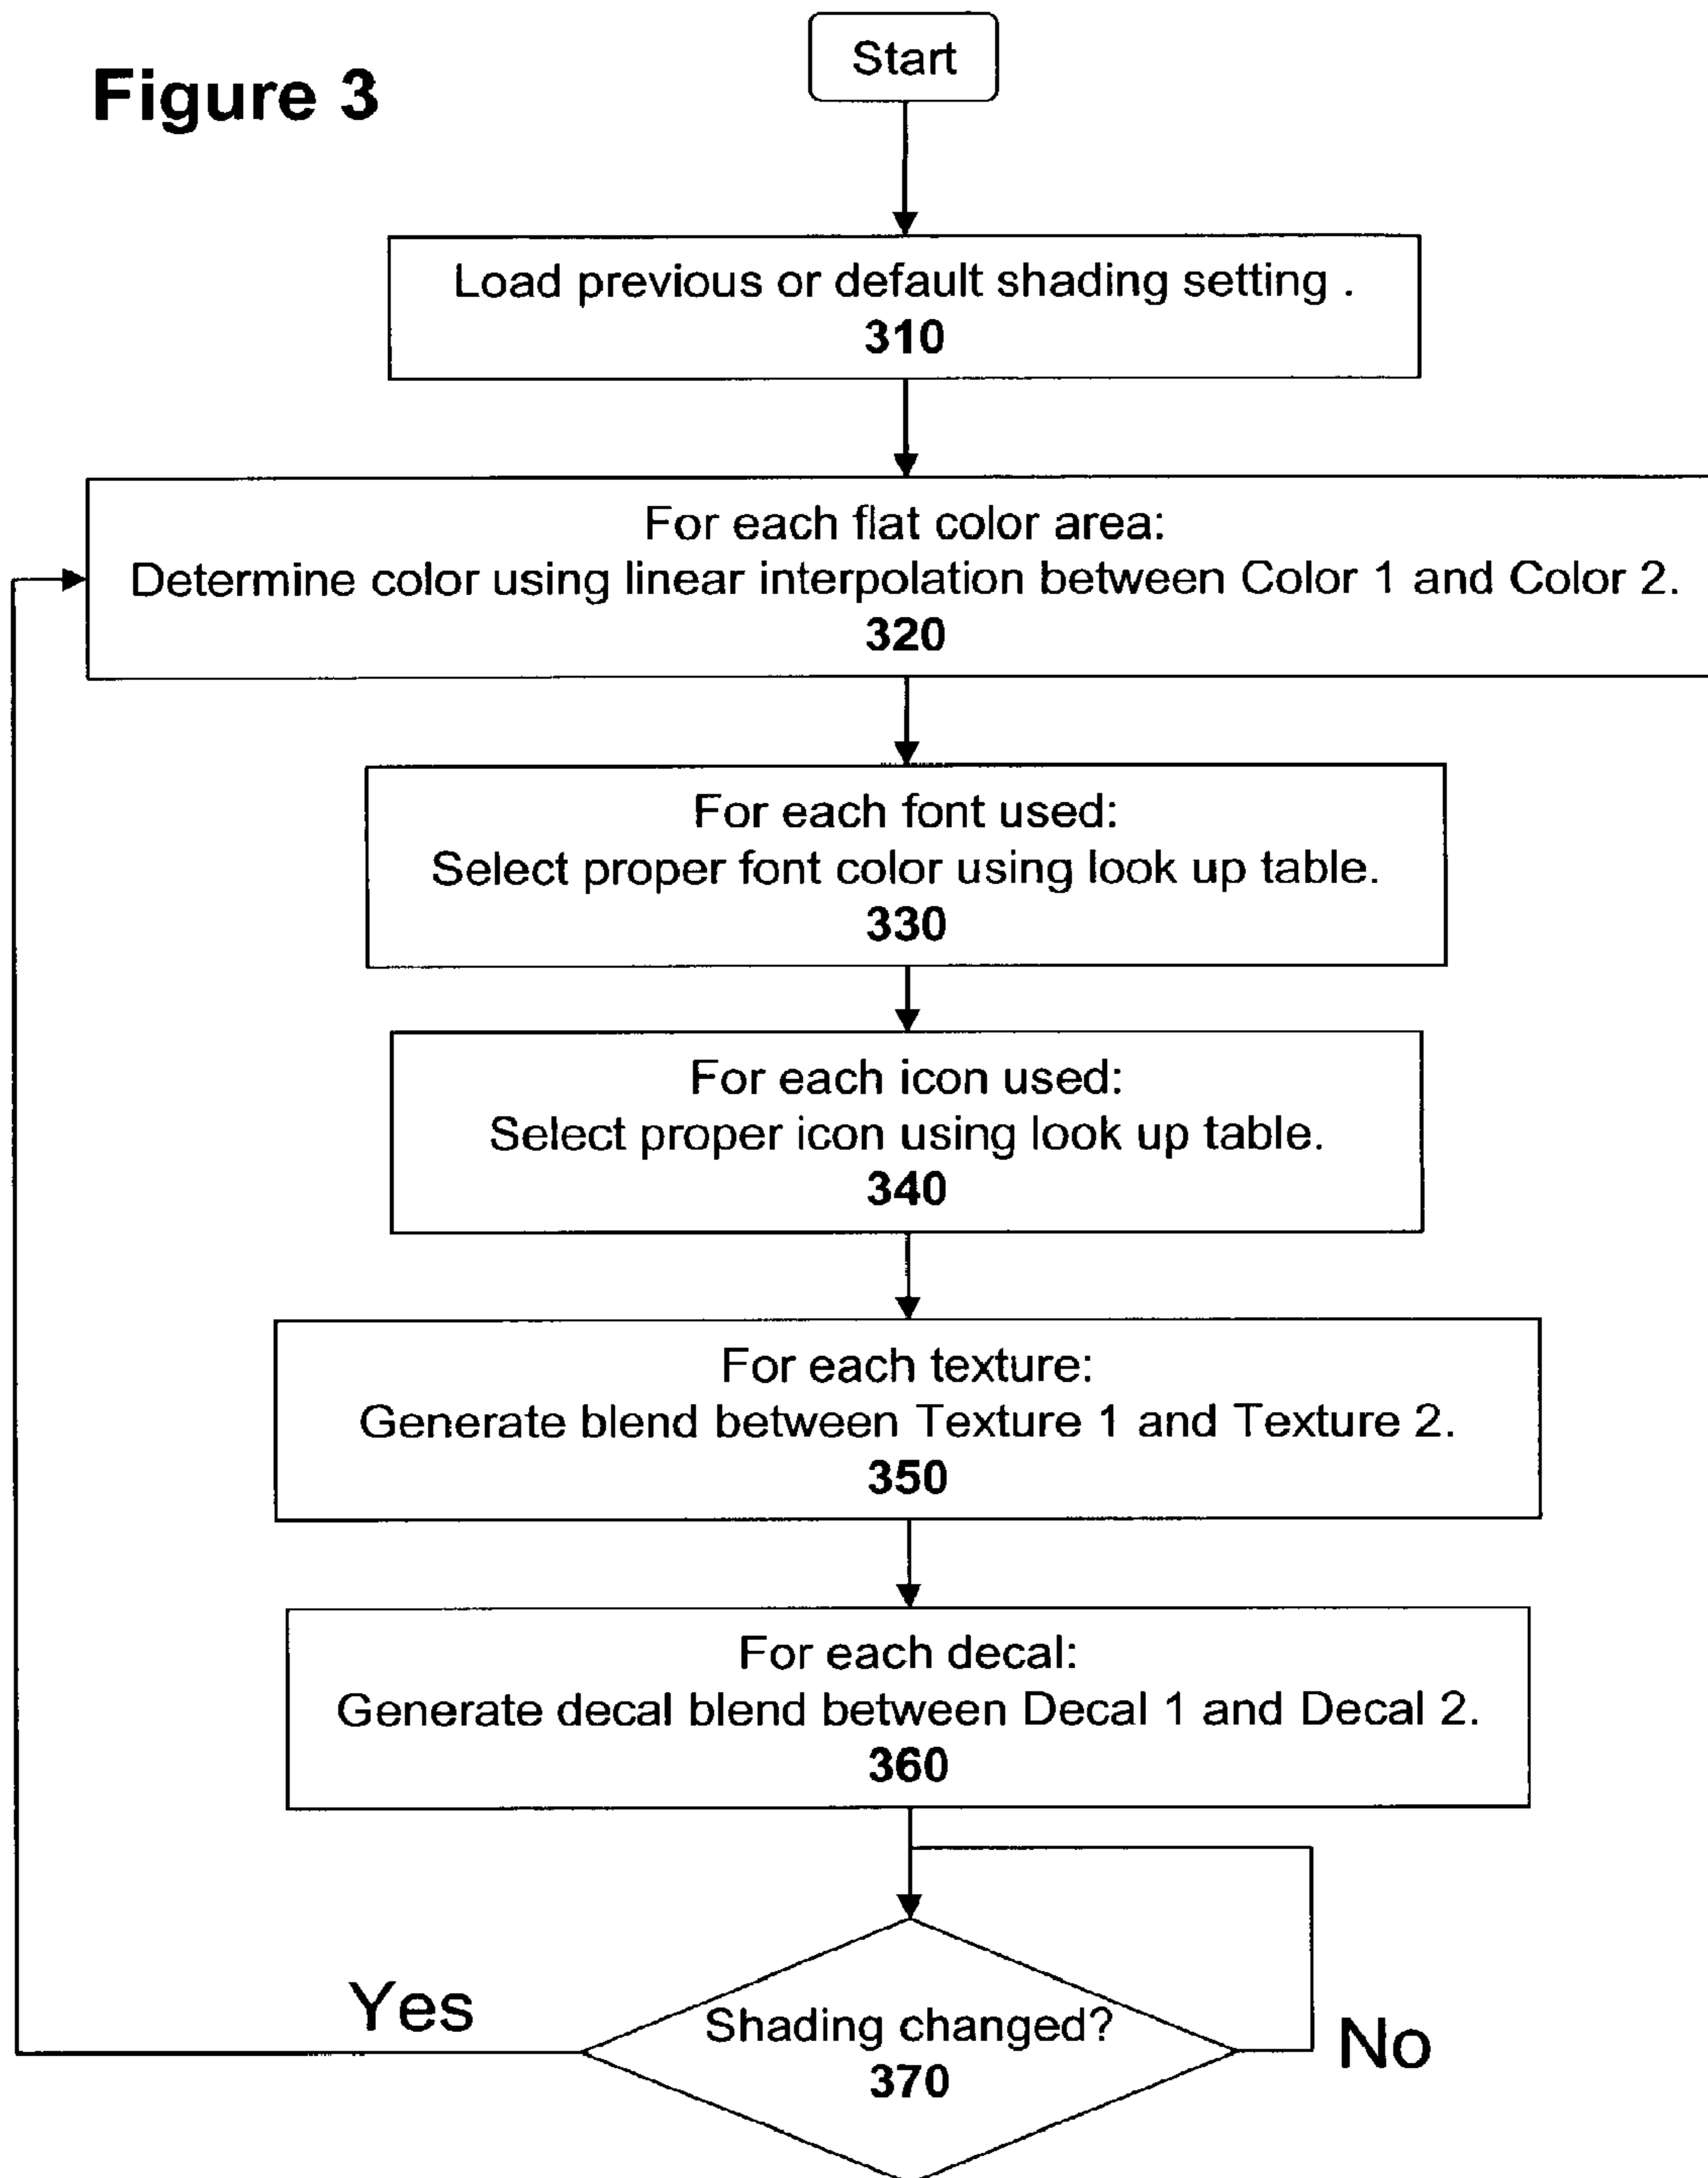 Figure 3
Start
Load previous or default shading setting .
310
For each flat color area:
Determine color using linear interpolation between Color 1 and Color 2.
320
For each font used:
Select proper font color using look up table.
330
For each icon used:
Select proper icon using look up table.
340
For each texture:
Generate blend between Texture 1 and Texture 2.
350
For each decal:
Generate decal blend between Decal 1 and Decal 2.
360
Yes
Shading changed?
370
No